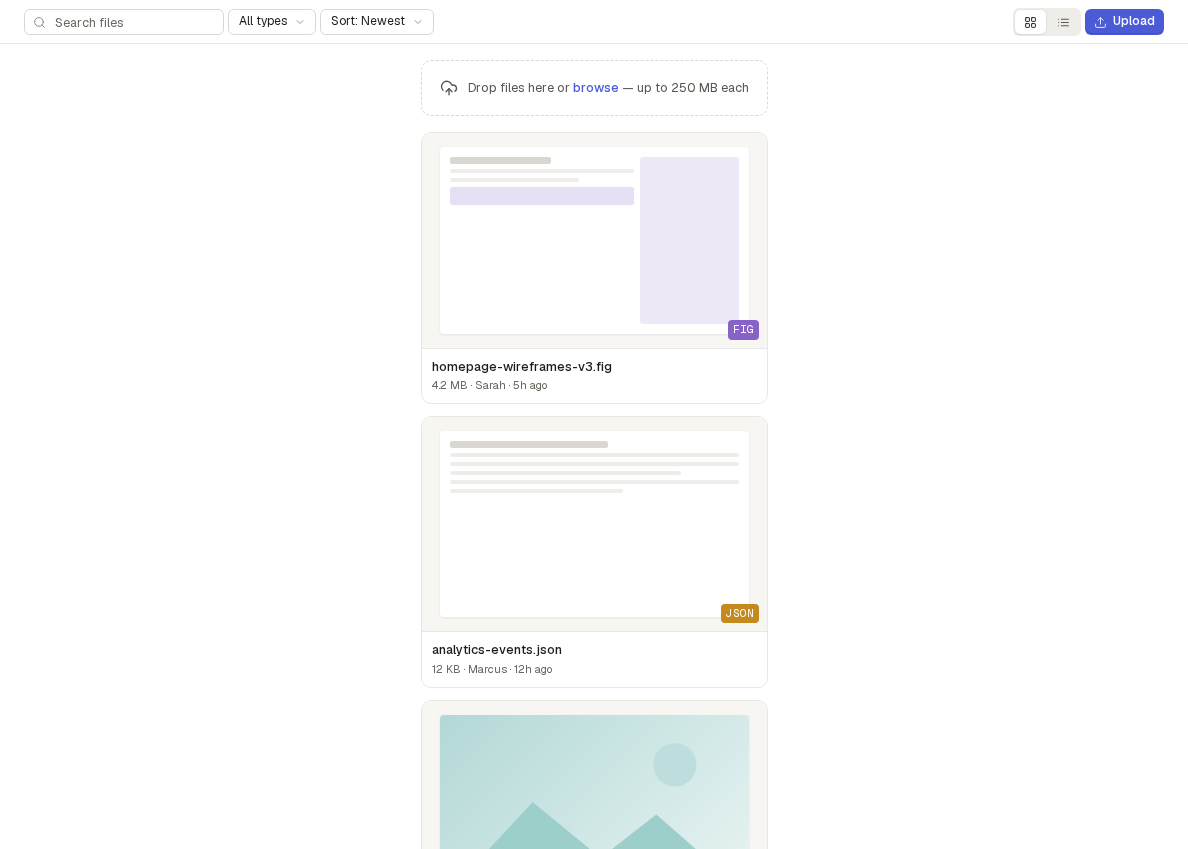 Search files
All types
Sort: Newest
Upload
Drop files here or browse — up to 250 MB each
FIG
homepage-wireframes-v3.fig
4.2 MB · Sarah · 5h ago
JSON
analytics-events.json
12 KB · Marcus · 12h ago